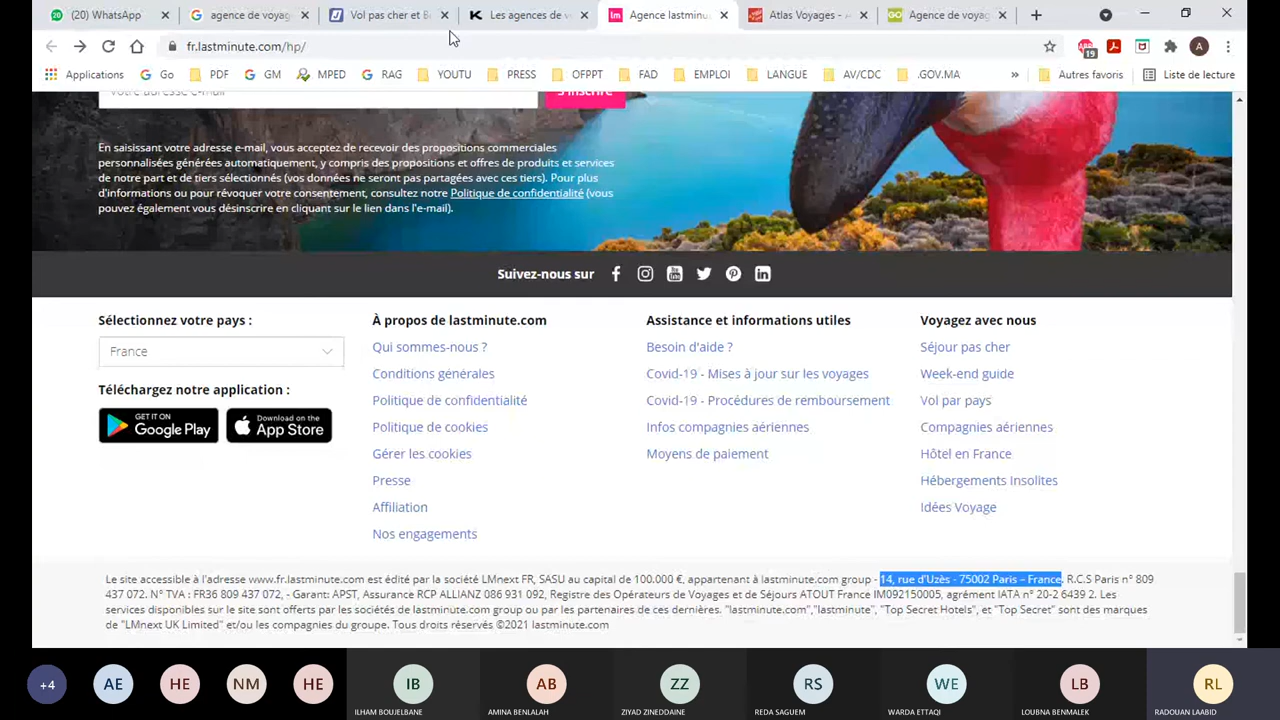 (20) WhatsApp
agence de voyag
Vol pas cher et B
Les agences de v
lm
Agence lastminu
Atlas Voyages - A
GO
Agence de voyag
fr.lastminute.com/hp/
19
A
Applications
Go
PDF
GM
MPED
RAG
YOUTU
PRESS
OFPPT
FAD
EMPLOI
LANGUE
AV/CDC
.GOV.MA
»
Autres favoris
Liste de lecture
Votre adresse e-mail
S'inscrire
En saisissant votre adresse e-mail, vous acceptez de recevoir des propositions commerciales
personnalisées générées automatiquement, y compris des propositions et offres de produits et services
de notre part et de tiers sélectionnés (vos données ne seront pas partagées avec ces tiers). Pour plus
d'informations ou pour révoquer votre consentement, consultez notre Politique de confidentialité (vous
pouvez également vous désinscrire en cliquant sur le lien dans l'e-mail).
Suivez-nous sur
Sélectionnez votre pays :
France
Téléchargez notre application :
GET IT ON
Google Play
Download on the
App Store
À propos de lastminute.com
Qui sommes-nous ?
Conditions générales
Politique de confidentialité
Politique de cookies
Gérer les cookies
Presse
Affiliation
Nos engagements
Assistance et informations utiles
Besoin d'aide ?
Covid-19 - Mises à jour sur les voyages
Covid-19 - Procédures de remboursement
Infos compagnies aériennes
Moyens de paiement
Voyagez avec nous
Séjour pas cher
Week-end guide
Vol par pays
Compagnies aériennes
Hôtel en France
Hébergements Insolites
Idées Voyage
Le site accessible à l'adresse www.fr.lastminute.com est édité par la société LMnext FR, SASU au capital de 100.000 €, appartenant à lastminute.com group - 14, rue d'Uzès - 75002 Paris – France. R.C.S Paris n° 809
437 072. N° TVA : FR36 809 437 072, - Garant: APST, Assurance RCP ALLIANZ 086 931 092, Registre des Opérateurs de Voyages et de Séjours ATOUT France IM092150005, agrément IATA n° 20-2 6439 2. Les
services disponibles sur le site sont offerts par les sociétés de lastminute.com group ou par les partenaires de ces dernières. "lastminute.com","lastminute", "Top Secret Hotels", et "Top Secret" sont des marques
de "LMnext UK Limited" et/ou les compagnies du groupe. Tous droits réservés ©2021 lastminute.com
+4
AE
HE
NM
HE
IB
ILHAM BOUJELBANE
AB
AMINA BENLALAH
ZZ
ZIYAD ZINEDDAINE
RS
REDA SAGUEM
WE
WARDA ETTAQI
LB
LOUBNA BENMALEK
RL
RADOUAN LAABID